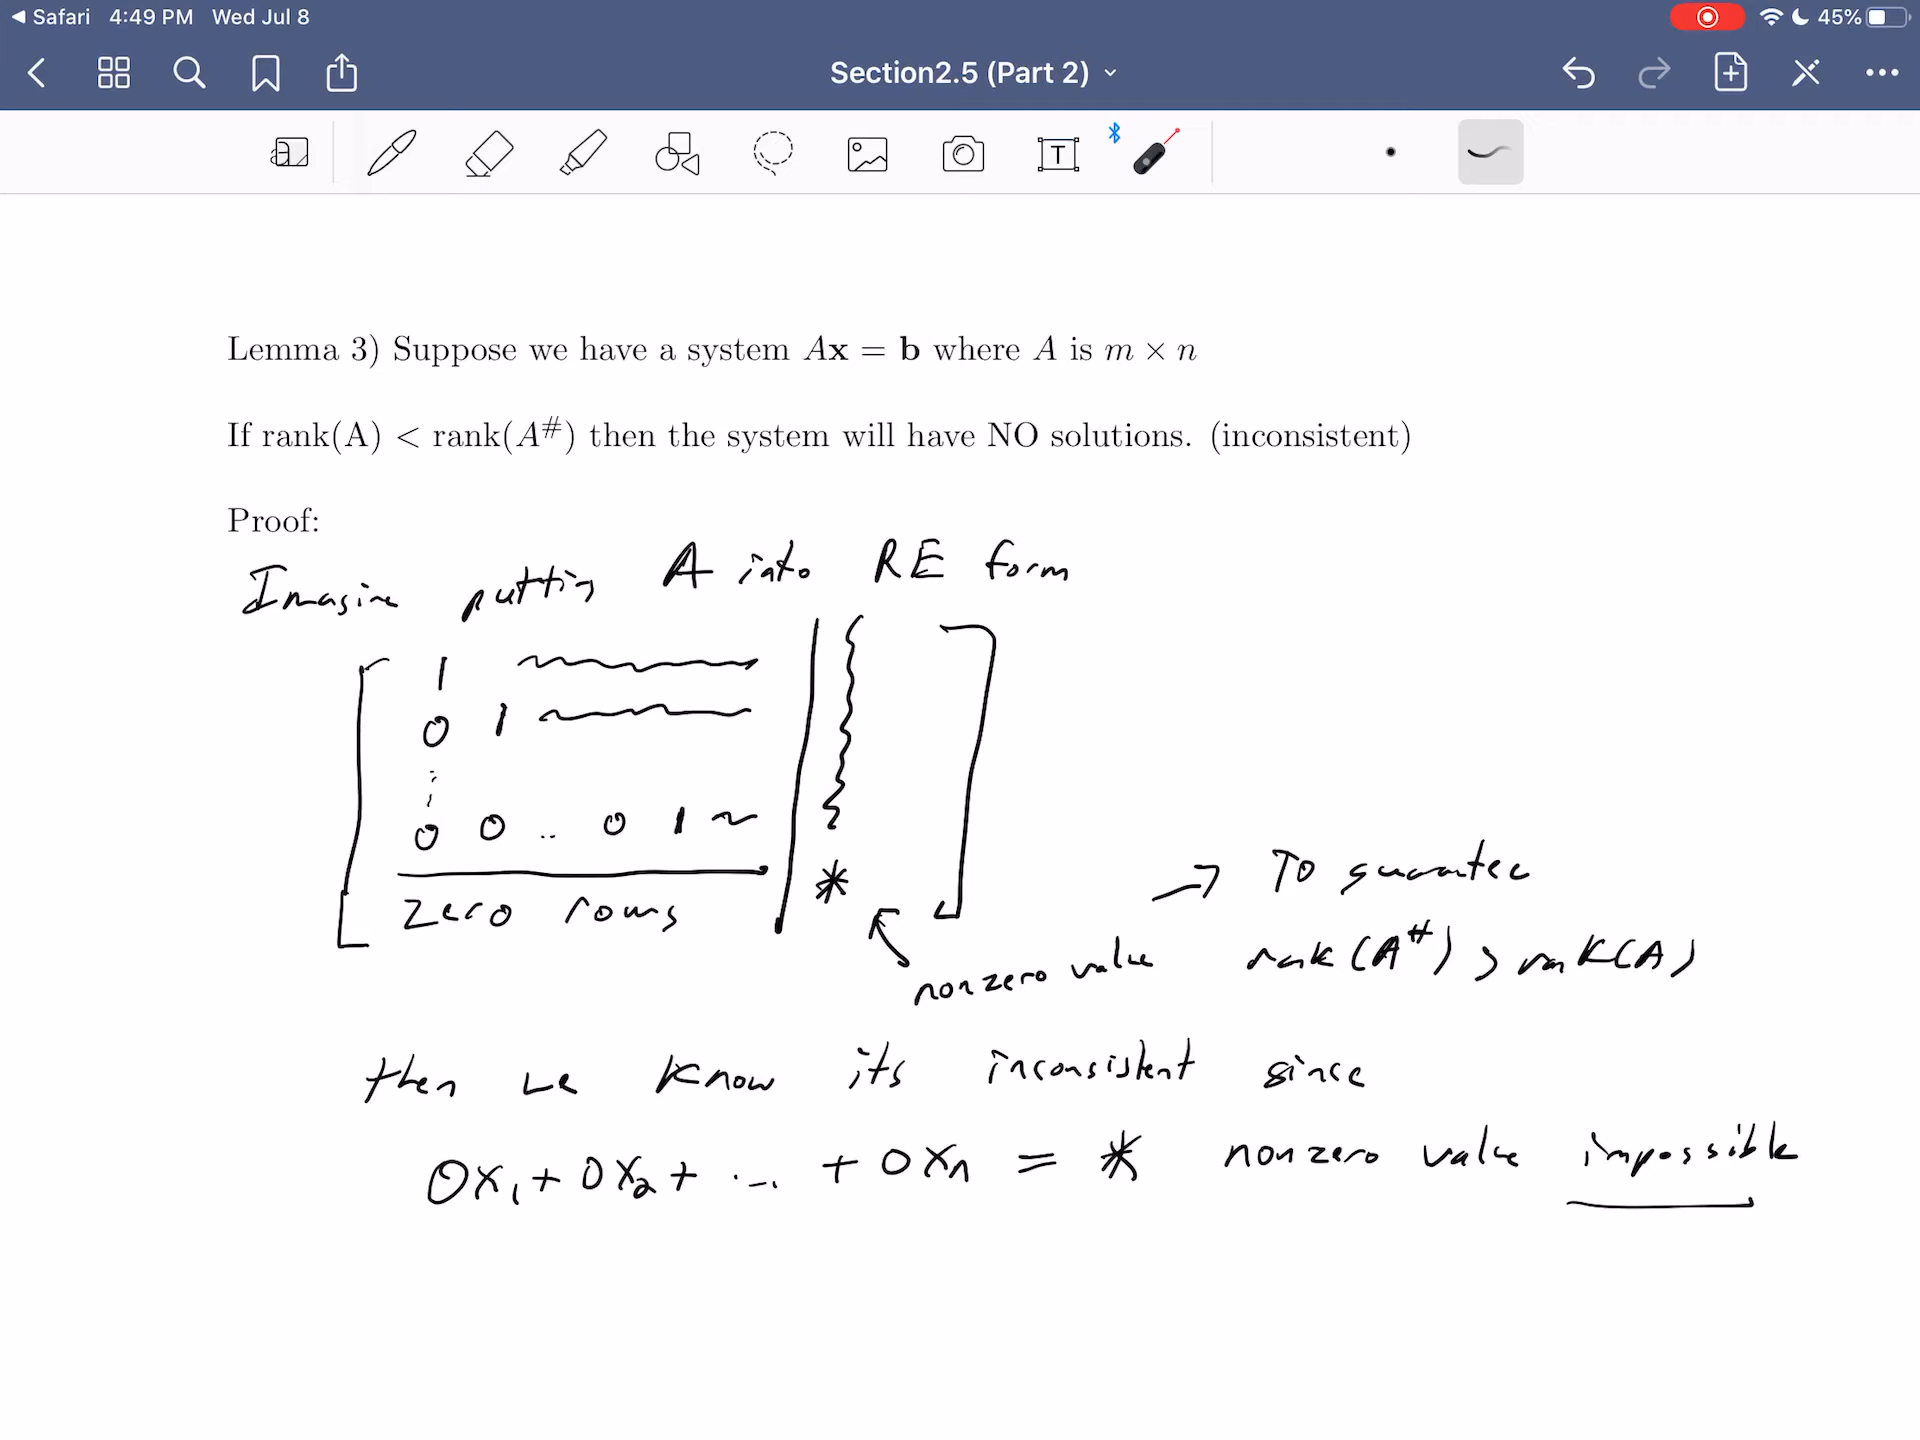 Safari 4:49 PM Wed Jul 8 45%
Section2.5 (Part 2)
T
Lemma 3) Suppose we have a system Ax = b where A is m × n
If rank(A) < rank(A^#) then the system will have NO solutions. (inconsistent)
Proof:
Imagine putting A into RE form
1
0 1
⋮
0 0 .. 0 1 ~
zero rows *
nonzero value → To guarantee
rank(A^#) > rank(A)
then we know its inconsistent since
0x₁ + 0x₂ + ... + 0xₙ = * nonzero value impossible